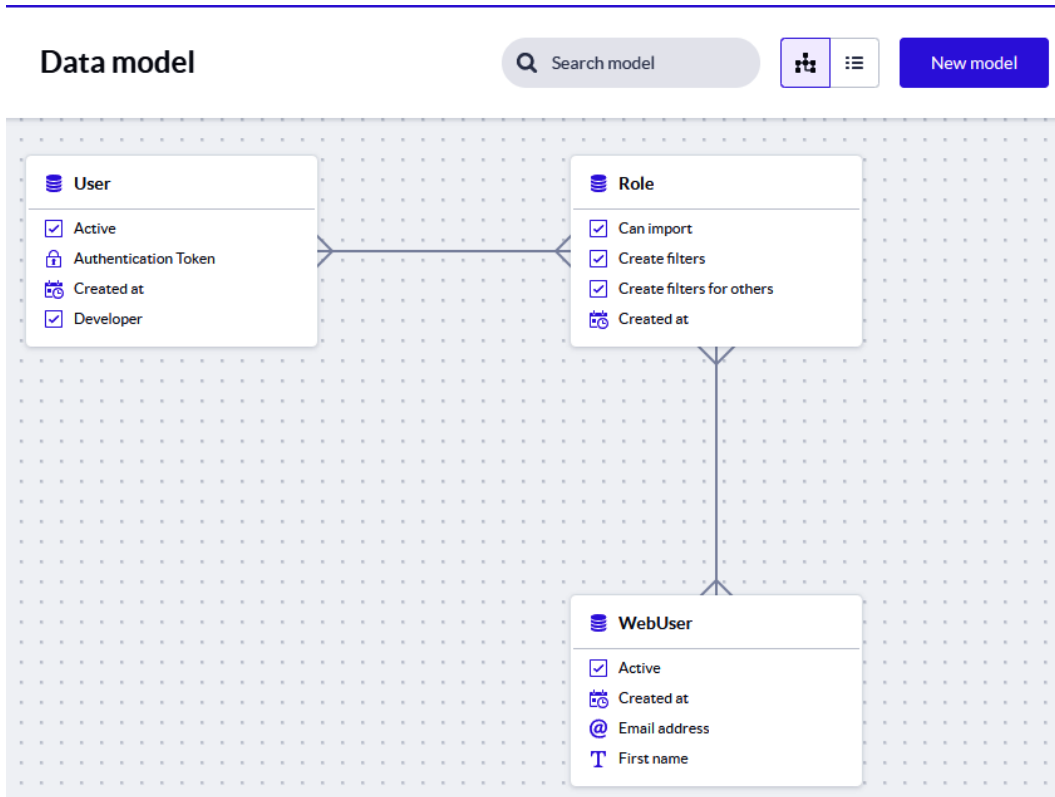 Data model
Search model
New model
User
Active
Authentication Token
Created at
Developer
Role
Can import
Create filters
Create filters for others
Created at
WebUser
Active
Created at
Email address
First name